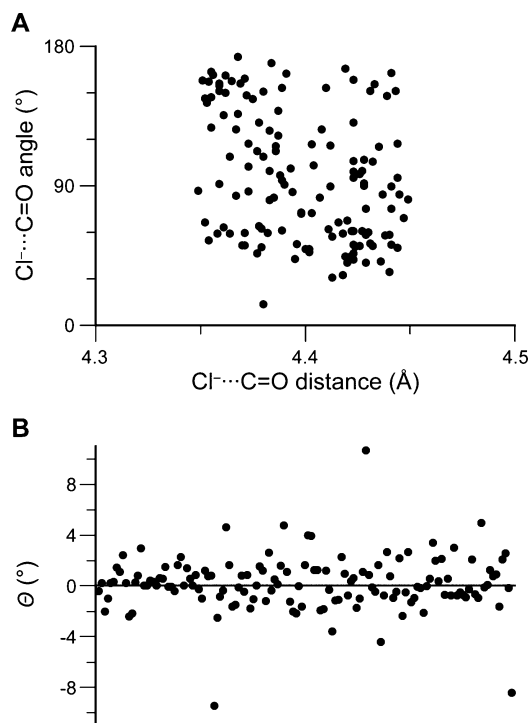 A
180
90
0
Cl⁻···C=O angle (°)
4.3
4.4
4.5
Cl⁻···C=O distance (Å)
B
8
4
0
-4
-8
Θ (°)